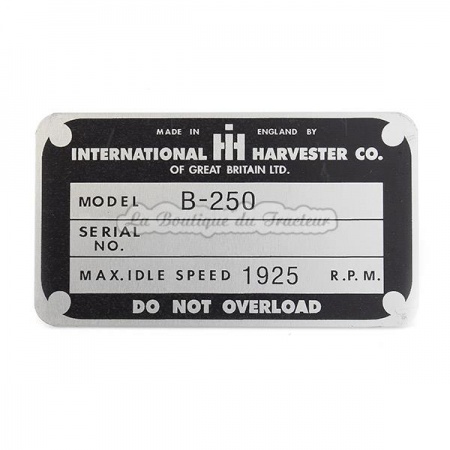 MADE IN IH ENGLAND BY
INTERNATIONAL HARVESTER CO.
OF GREAT BRITAIN LTD.
MODEL B-250
La Boutique du Tracteur
SERIAL
NO.
MAX. IDLE SPEED 1925 R.P.M.
DO NOT OVERLOAD